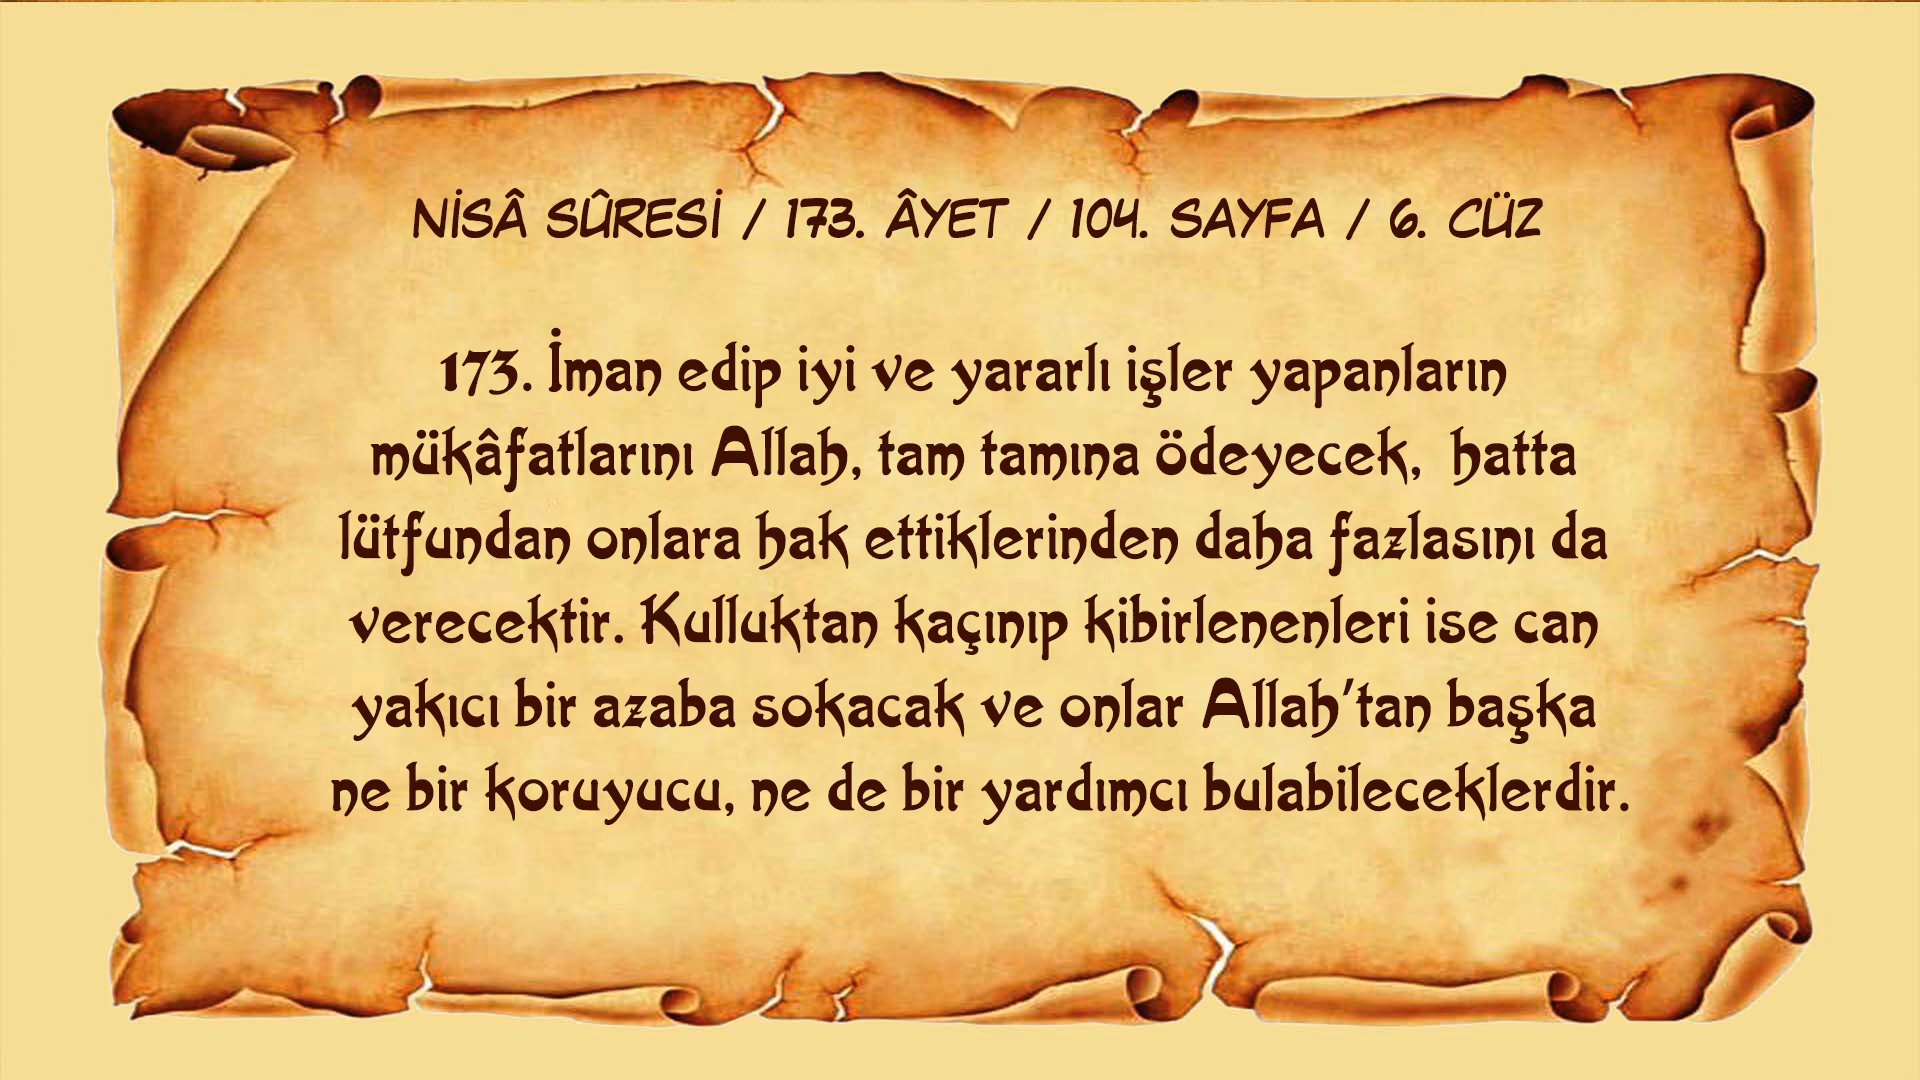 NİSÂ SÛRESİ / 173. ÂYET / 104. SAYFA / 6. CÜZ
173. İman edip iyi ve yararlı işler yapanların
mükâfatlarını Allah, tam tamına ödeyecek, hatta
lütfundan onlara hak ettiklerinden daha fazlasını da
verecektir. Kulluktan kaçınıp kibirlenenleri ise can
yakıcı bir azaba sokacak ve onlar Allah'tan başka
ne bir koruyucu, ne de bir yardımcı bulabileceklerdir.